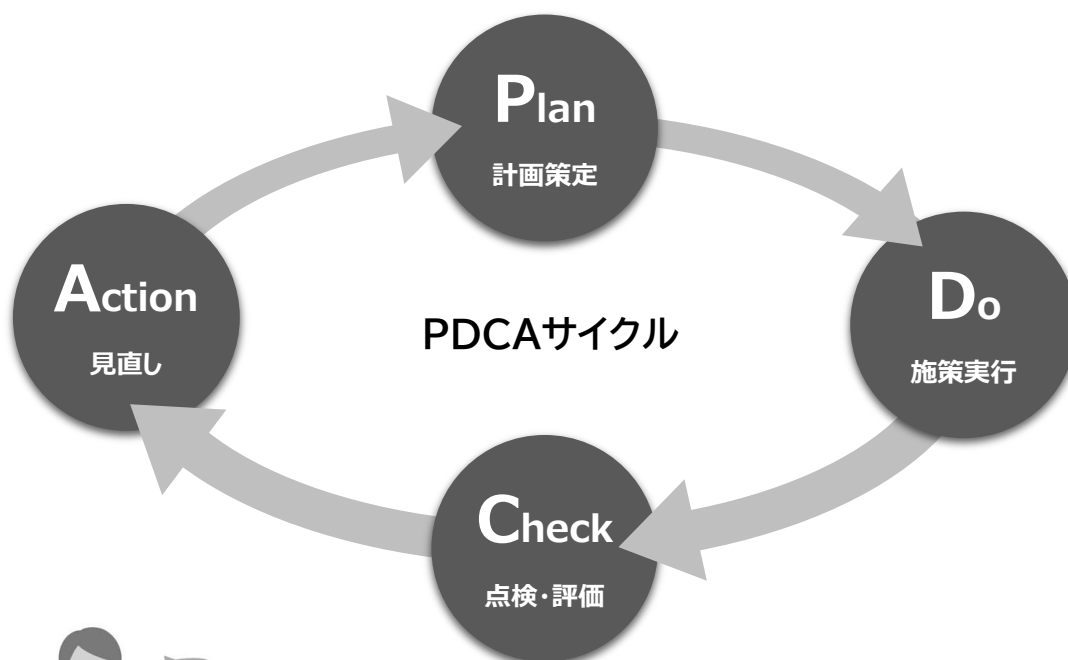 Plan
計画策定
Action
見直し
PDCAサイクル
Do
施策実行
Check
点検・評価